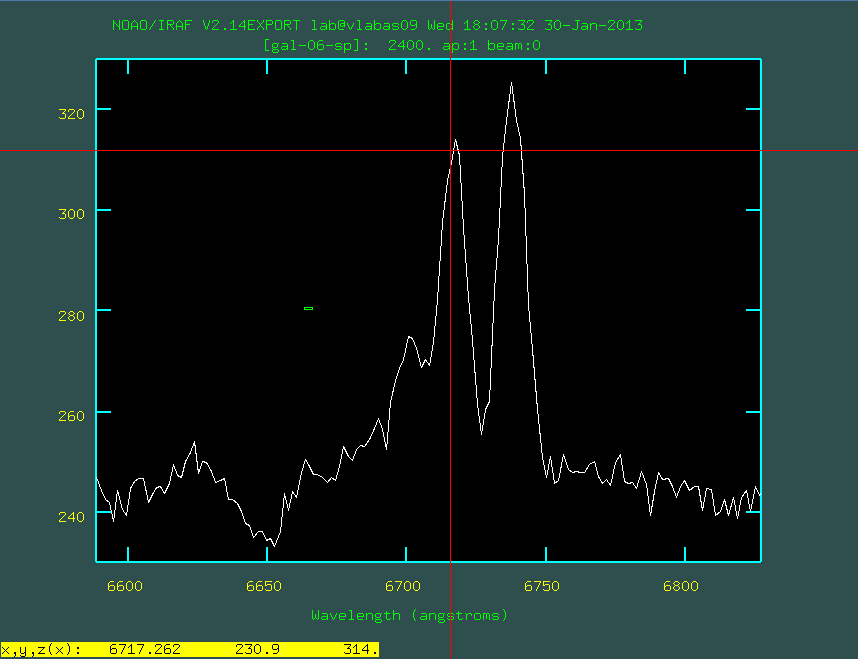 NOAO/IRAF V2.14EXPORT lab@vlabas09 Wed 18:07:32 30-Jan-2013
[gal-06-sp]: 2400. ap:1 beam:0
320
300
280
260
240
6600 6650 6700 6750 6800
Wavelength (angstroms)
x,y,z(x): 6717.262 230.9 314.